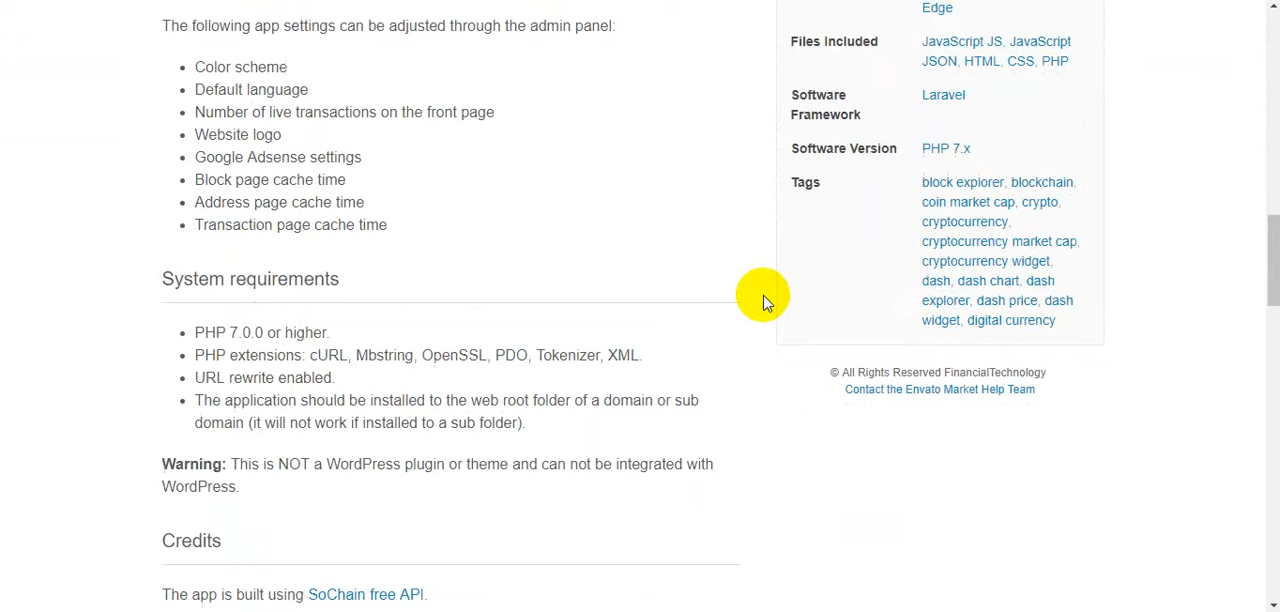 The following app settings can be adjusted through the admin panel:
Color scheme
Default language
Number of live transactions on the front page
Website logo
Google Adsense settings
Block page cache time
Address page cache time
Transaction page cache time
System requirements
PHP 7.0.0 or higher.
PHP extensions: cURL, Mbstring, OpenSSL, PDO, Tokenizer, XML.
URL rewrite enabled.
The application should be installed to the web root folder of a domain or sub
domain (it will not work if installed to a sub folder).
Warning: This is NOT a WordPress plugin or theme and can not be integrated with
WordPress.
Credits
The app is built using SoChain free API.
Edge
Files Included
JavaScript JS, JavaScript
JSON, HTML, CSS, PHP
Software
Framework
Laravel
Software Version
PHP 7.x
Tags
block explorer, blockchain,
coin market cap, crypto,
cryptocurrency,
cryptocurrency market cap,
cryptocurrency widget,
dash, dash chart, dash
explorer, dash price, dash
widget, digital currency
© All Rights Reserved FinancialTechnology
Contact the Envato Market Help Team